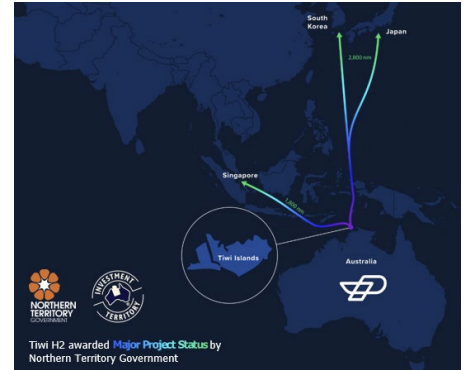 South
Korea
Japan
2,800 nm
Singapore
1,800 nm
Tiwi Islands
Australia
NORTHERN
TERRITORY
GOVERNMENT
INVESTMENT
TERRITORY
Tiwi H2 awarded Major Project Status by
Northern Territory Government